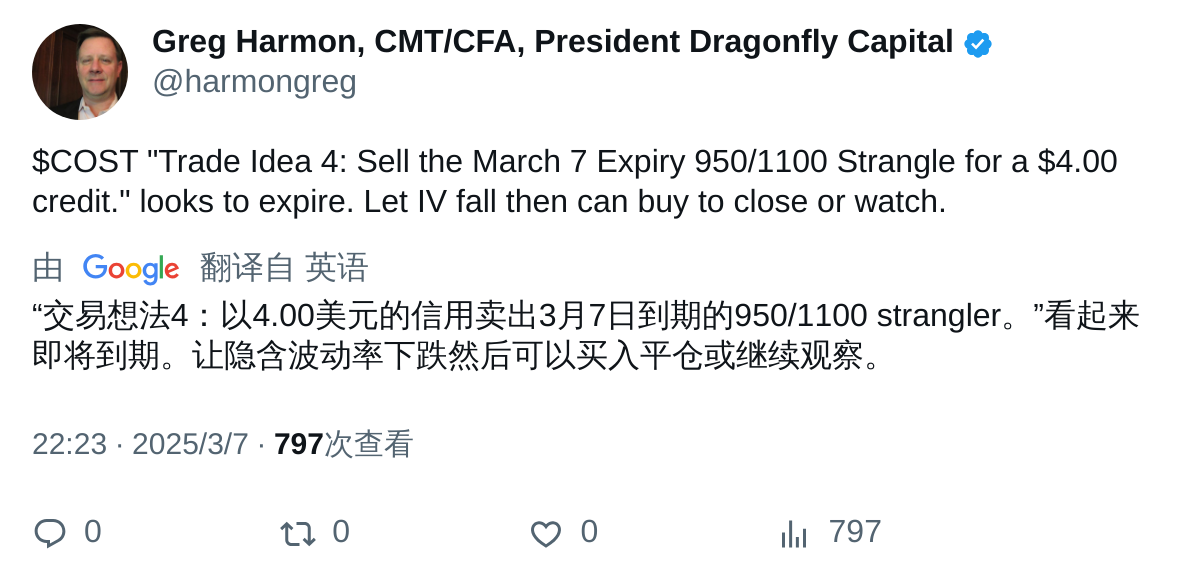 Greg Harmon, CMT/CFA, President Dragonfly Capital
@harmongreg
$COST "Trade Idea 4: Sell the March 7 Expiry 950/1100 Strangle for a $4.00
credit." looks to expire. Let IV fall then can buy to close or watch.
由 Google 翻译自 英语
“交易想法4：以4.00美元的信用卖出3月7日到期的950/1100 strangler。”看起来
即将到期。让隐含波动率下跌然后可以买入平仓或继续观察。
22:23 · 2025/3/7 · 797次查看
0 0 0 797